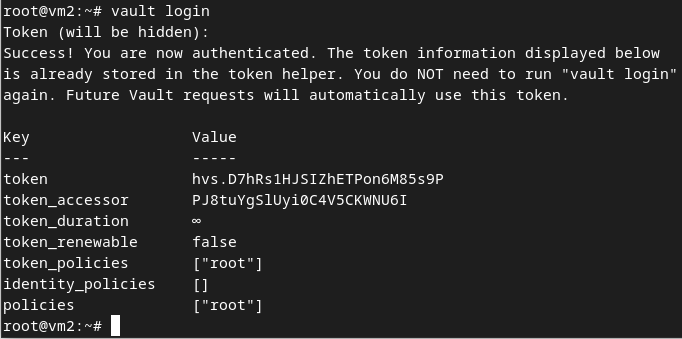 root@vm2:~# vault login
Token (will be hidden):
Success! You are now authenticated. The token information displayed below
is already stored in the token helper. You do NOT need to run "vault login"
again. Future Vault requests will automatically use this token.
Key Value
--- -----
token hvs.D7hRs1HJSIZhETPon6M85s9P
token_accessor PJ8tuYgSlUyi0C4V5CKWNU6I
token_duration ∞
token_renewable false
token_policies ["root"]
identity_policies []
policies ["root"]
root@vm2:~#